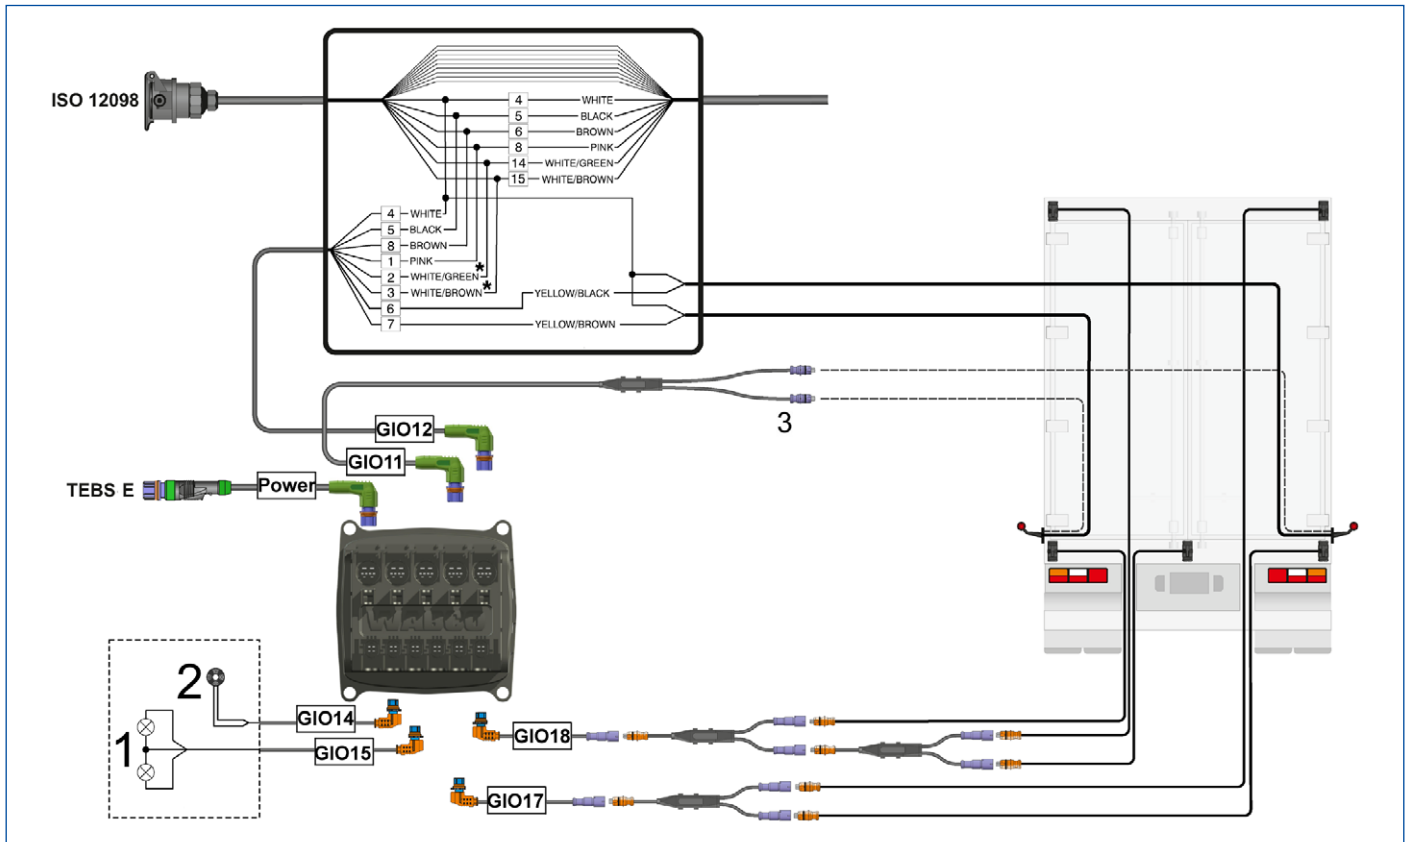 ISO 12098
4 WHITE
5 BLACK
6 BROWN
8 PINK
14 WHITE/GREEN
15 WHITE/BROWN
4 WHITE
5 BLACK
8 BROWN
1 PINK
2 WHITE/GREEN*
3 WHITE/BROWN*
6 YELLOW/BLACK
7 YELLOW/BROWN
3
GIO12
GIO11
TEBS E
Power
WABCO
2
1
GIO14
GIO15
GIO18
GIO17